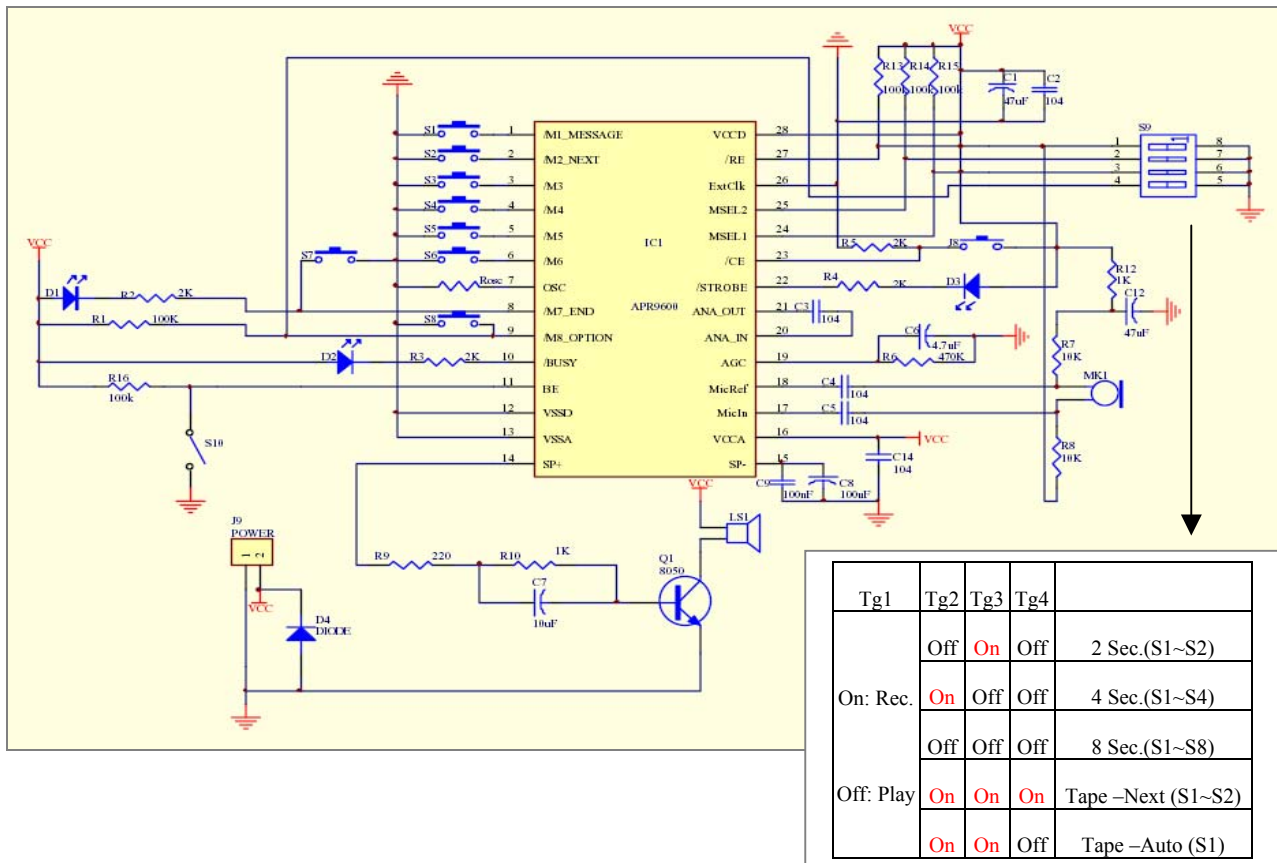 VCC
R13 R14 R15
100k 100k 100k
C1
47uF
C2
104
S1 1 /M1_MESSAGE
S2 2 /M2_NEXT
S3 3 /M3
S4 4 /M4
S5 5 /M5
S6 6 /M6
S7
Rosc 7 OSC
8 /M7_END
S8 9 /M8_OPTION
10 /BUSY
11 BE
12 VSSD
13 VSSA
14 SP+
IC1
APR9600
VCCD 28
/RE 27
ExtClk 26
MSEL2 25
MSEL1 24
/CE 23
/STROBE 22
ANA_OUT 21
ANA_IN 20
AGC 19
MicRef 18
MicIn 17
VCCA 16
SP- 15
S9
1 8
2 7
3 6
4 5
VCC
D1 R2 2K
R1 100K
D2 R3 2K
R16
100k
S10
R5 2K J8
R4 2K D3
C3
104
C6
4.7uF
R6 470K
R12
1K
C12
47uF
R7
10K
MK1
C4
104
C5
104
R8
10K
VCC
C14
104
C9
100nF
C8
100uF
J9
POWER
1 2
VCC
D4
DIODE
R9 220
R10 1K
C7
10uF
Q1
8050
VCC
LS1
Tg1 Tg2 Tg3 Tg4
Off On Off 2 Sec.(S1~S2)
On: Rec. On Off Off 4 Sec.(S1~S4)
Off Off Off 8 Sec.(S1~S8)
Off: Play On On On Tape –Next (S1~S2)
On On Off Tape –Auto (S1)